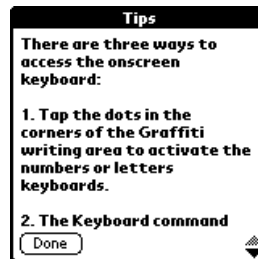 Tips
There are three ways to
access the onscreen
keyboard:
1. Tap the dots in the
corners of the Graffiti
writing area to activate the
numbers or letters
keyboards.
2. The Keyboard command
Done